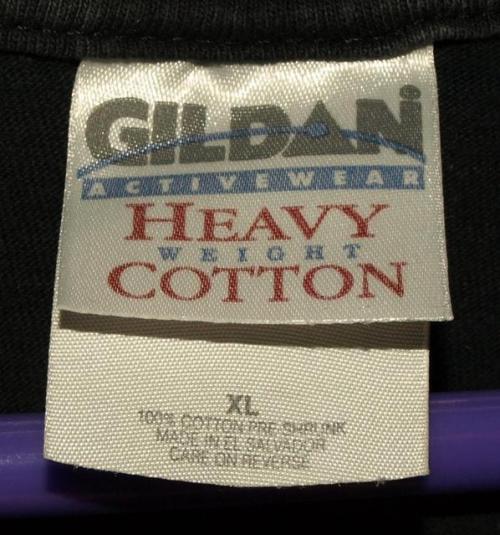 GILDAN
ACTIVEWEAR
HEAVY
WEIGHT
COTTON
XL
100% COTTON PRE SHRUNK
MADE IN EL SALVADOR
CARE ON REVERSE